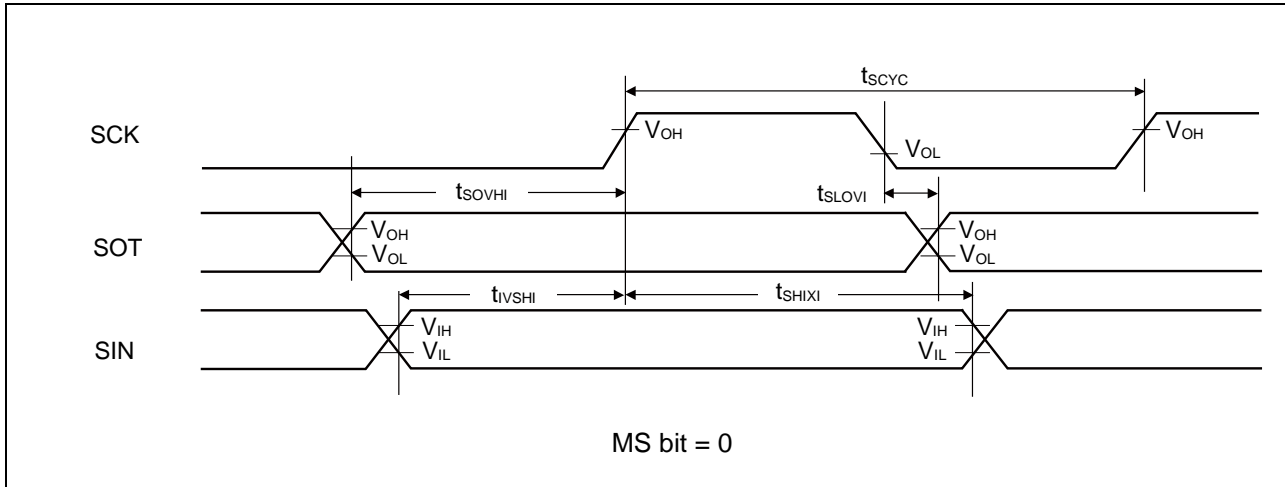 tSCYC
SCK
VOH
VOL
VOH
tSOVHI
tSLOVI
SOT
VOH
VOL
VOH
VOL
tIVSHI
tSHIXI
SIN
VIH
VIL
VIH
VIL
MS bit = 0